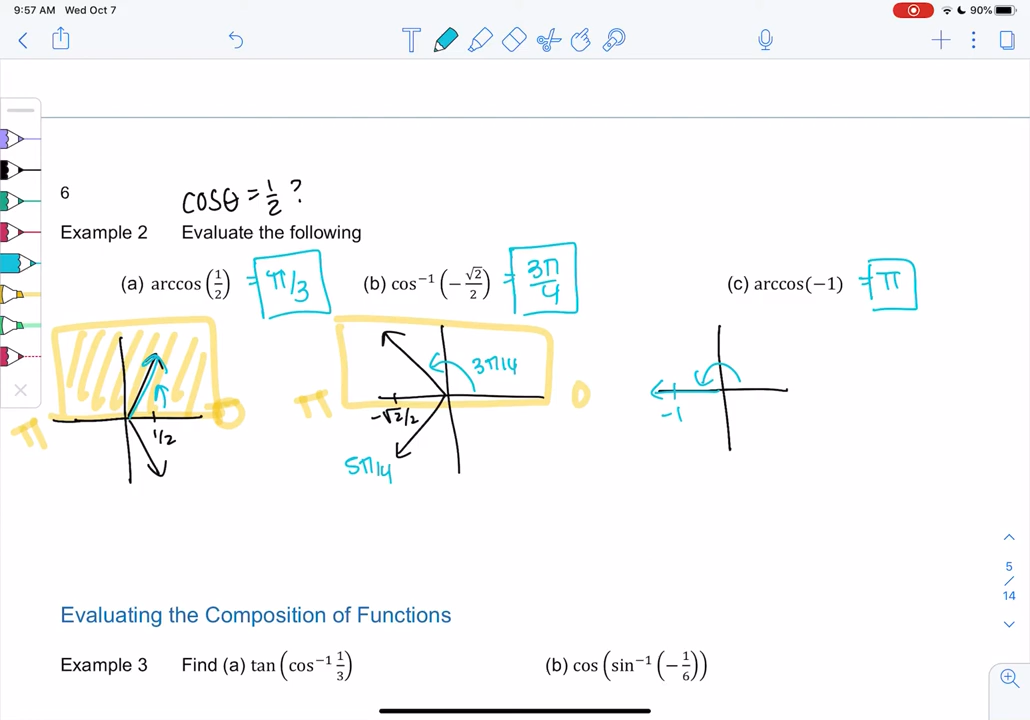 9:57 AM Wed Oct 7
90%
T
6
cosθ = 1/2 ?
Example 2 Evaluate the following
(a) arccos (1/2) = π/3 (b) cos⁻¹ (−√2/2) = 3π/4 (c) arccos(−1) = π
3π/4
π 0 1/2
π 0 −√2/2
−1
5π/4
5
/
14
Evaluating the Composition of Functions
Example 3 Find (a) tan (cos⁻¹ 1/3) (b) cos (sin⁻¹ (−1/6))